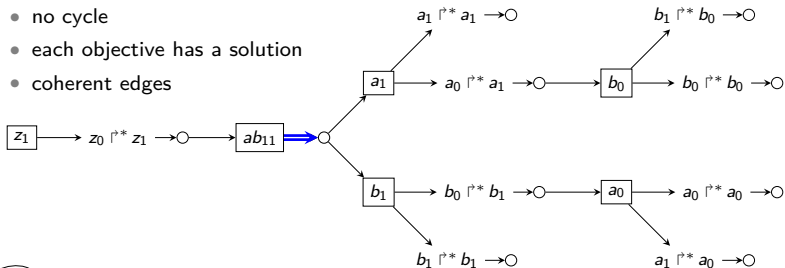 • no cycle
• each objective has a solution
• coherent edges
a₁ ↱* a₁
b₁ ↱* b₀
a₁
a₀ ↱* a₁
b₀
b₀ ↱* b₀
z₁
z₀ ↱* z₁
ab₁₁
b₁
b₀ ↱* b₁
a₀
a₀ ↱* a₀
b₁ ↱* b₁
a₁ ↱* a₀